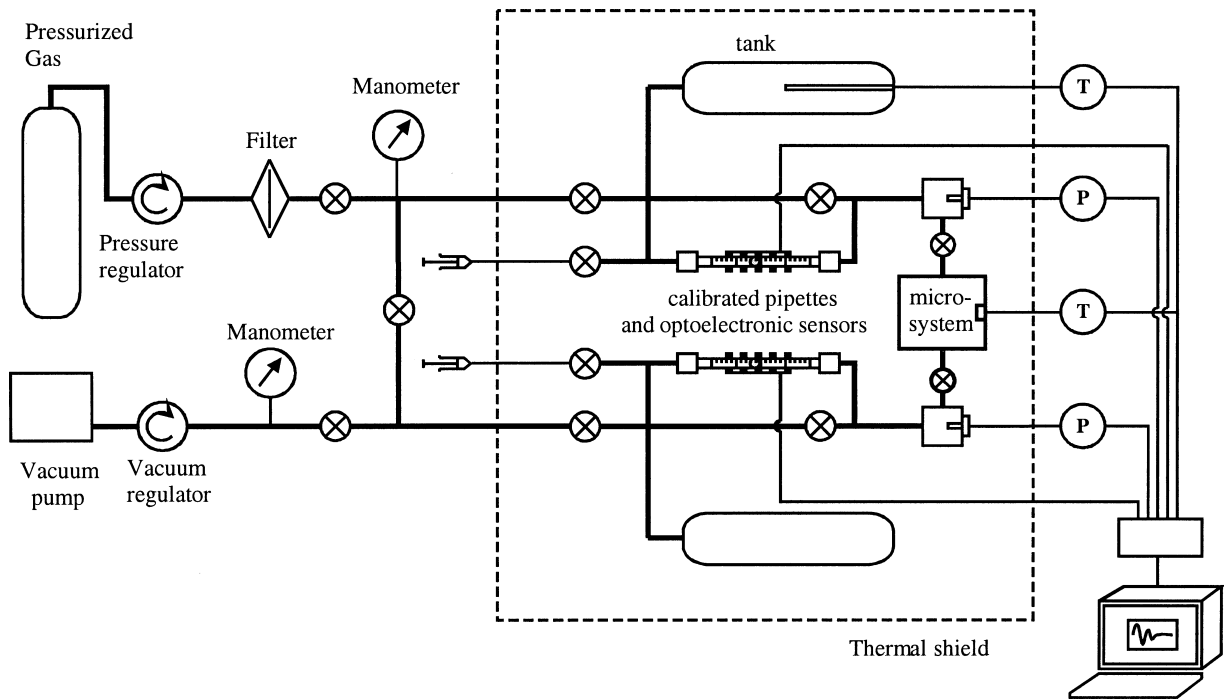 Pressurized
Gas
Manometer
tank
T
Filter
P
Pressure
regulator
calibrated pipettes
and optoelectronic sensors
micro-
system
T
Manometer
P
Vacuum
pump
Vacuum
regulator
Thermal shield